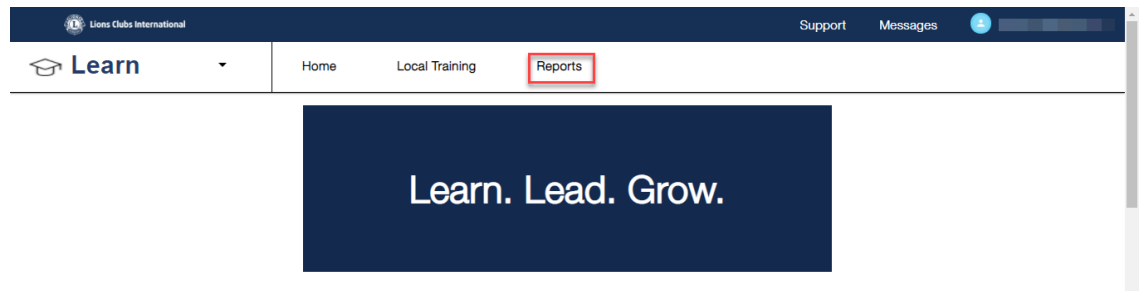 Lions Clubs International Support Messages
Learn Home Local Training Reports
Learn. Lead. Grow.